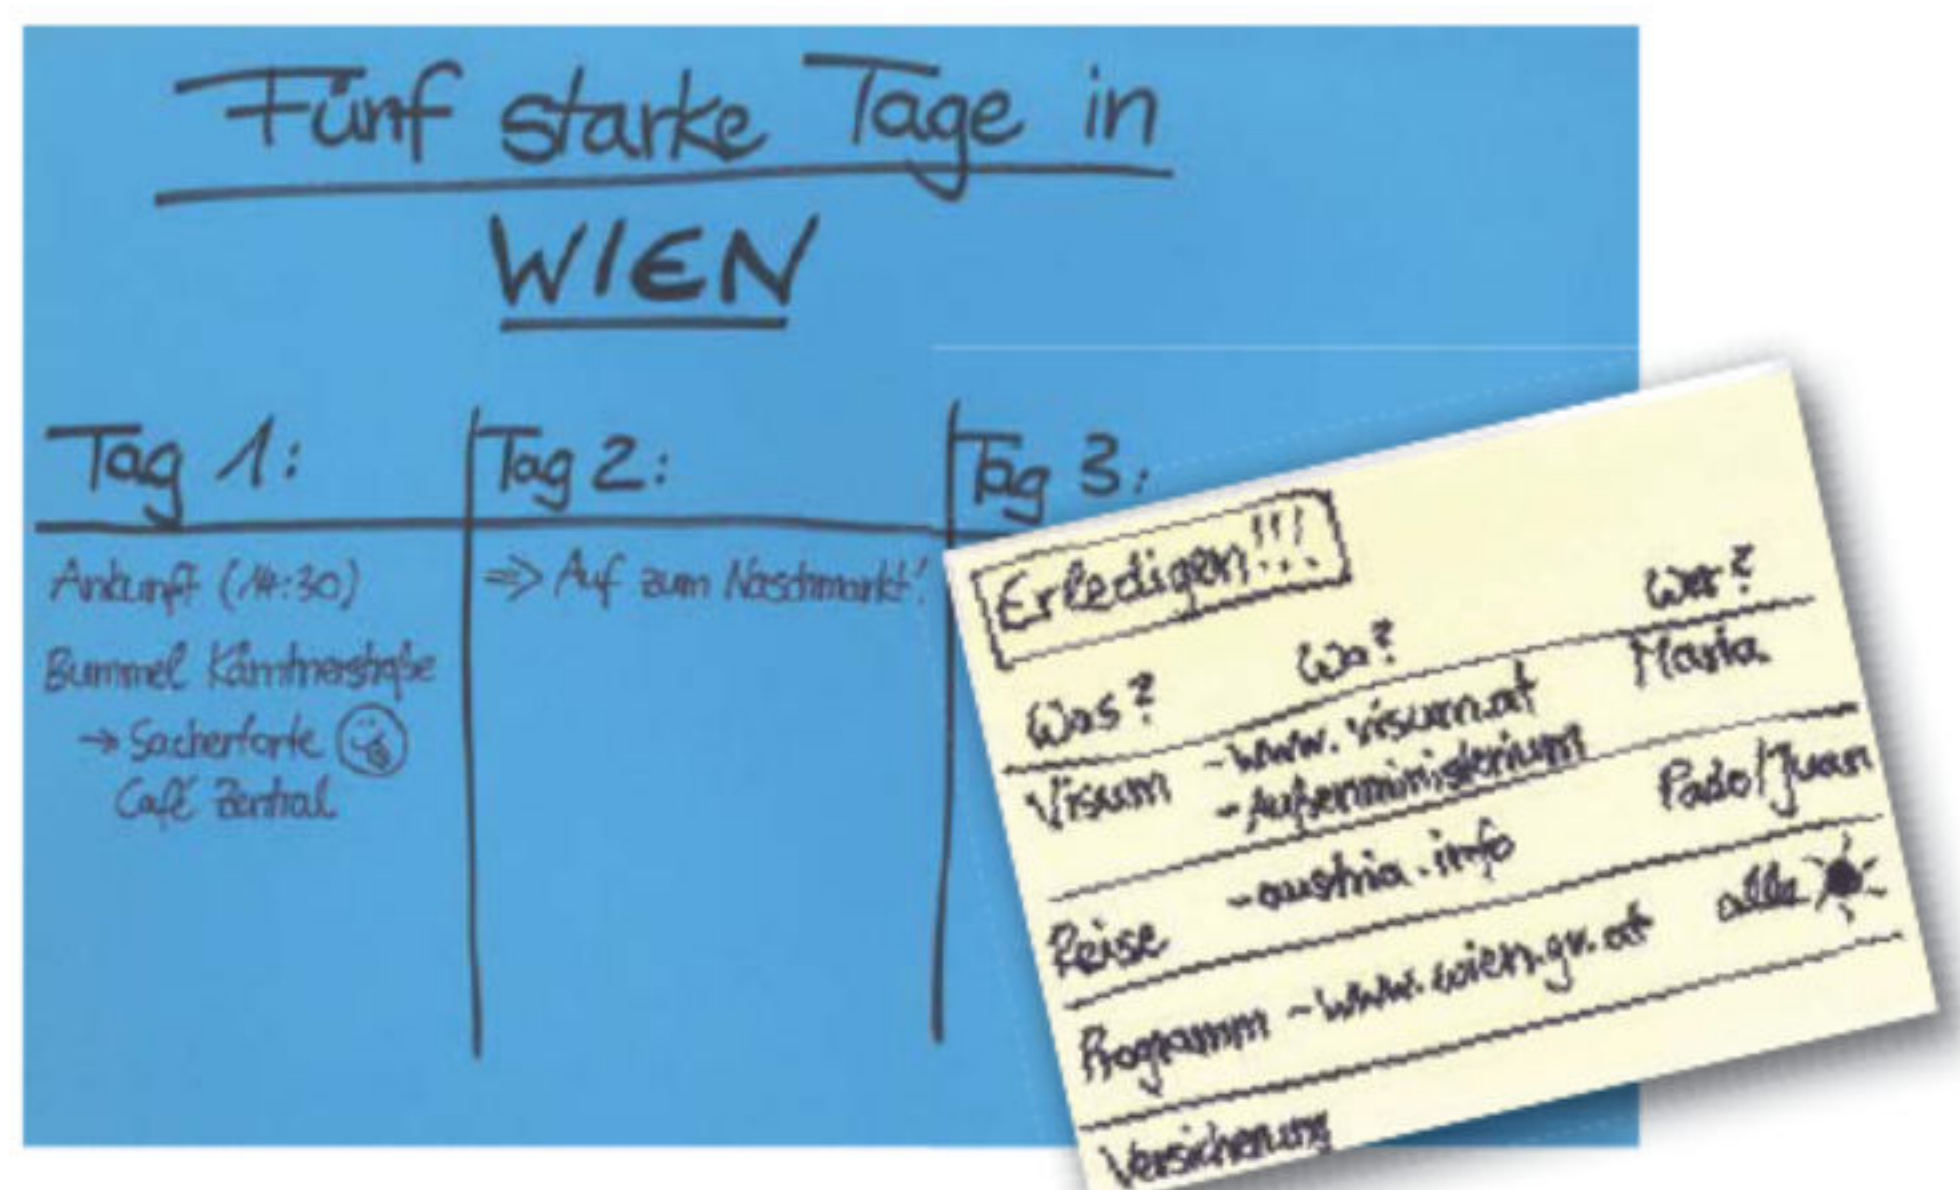 Fünf starke Tage in
WIEN
Tag 1:
Ankunft (14:30)
Bummel Kärntnerstraße
→ Sachertorte
Café Zentral
Tag 2:
⇒ Auf zum Naschmarkt!
Tag 3:
Erledigen!!!
Was? Wo? Wer?
Visum - www.visum.at Maria
- Außenministerium
Reise - austria.info /Juan
Programm - www.wien.gv.at alle
Versicherung